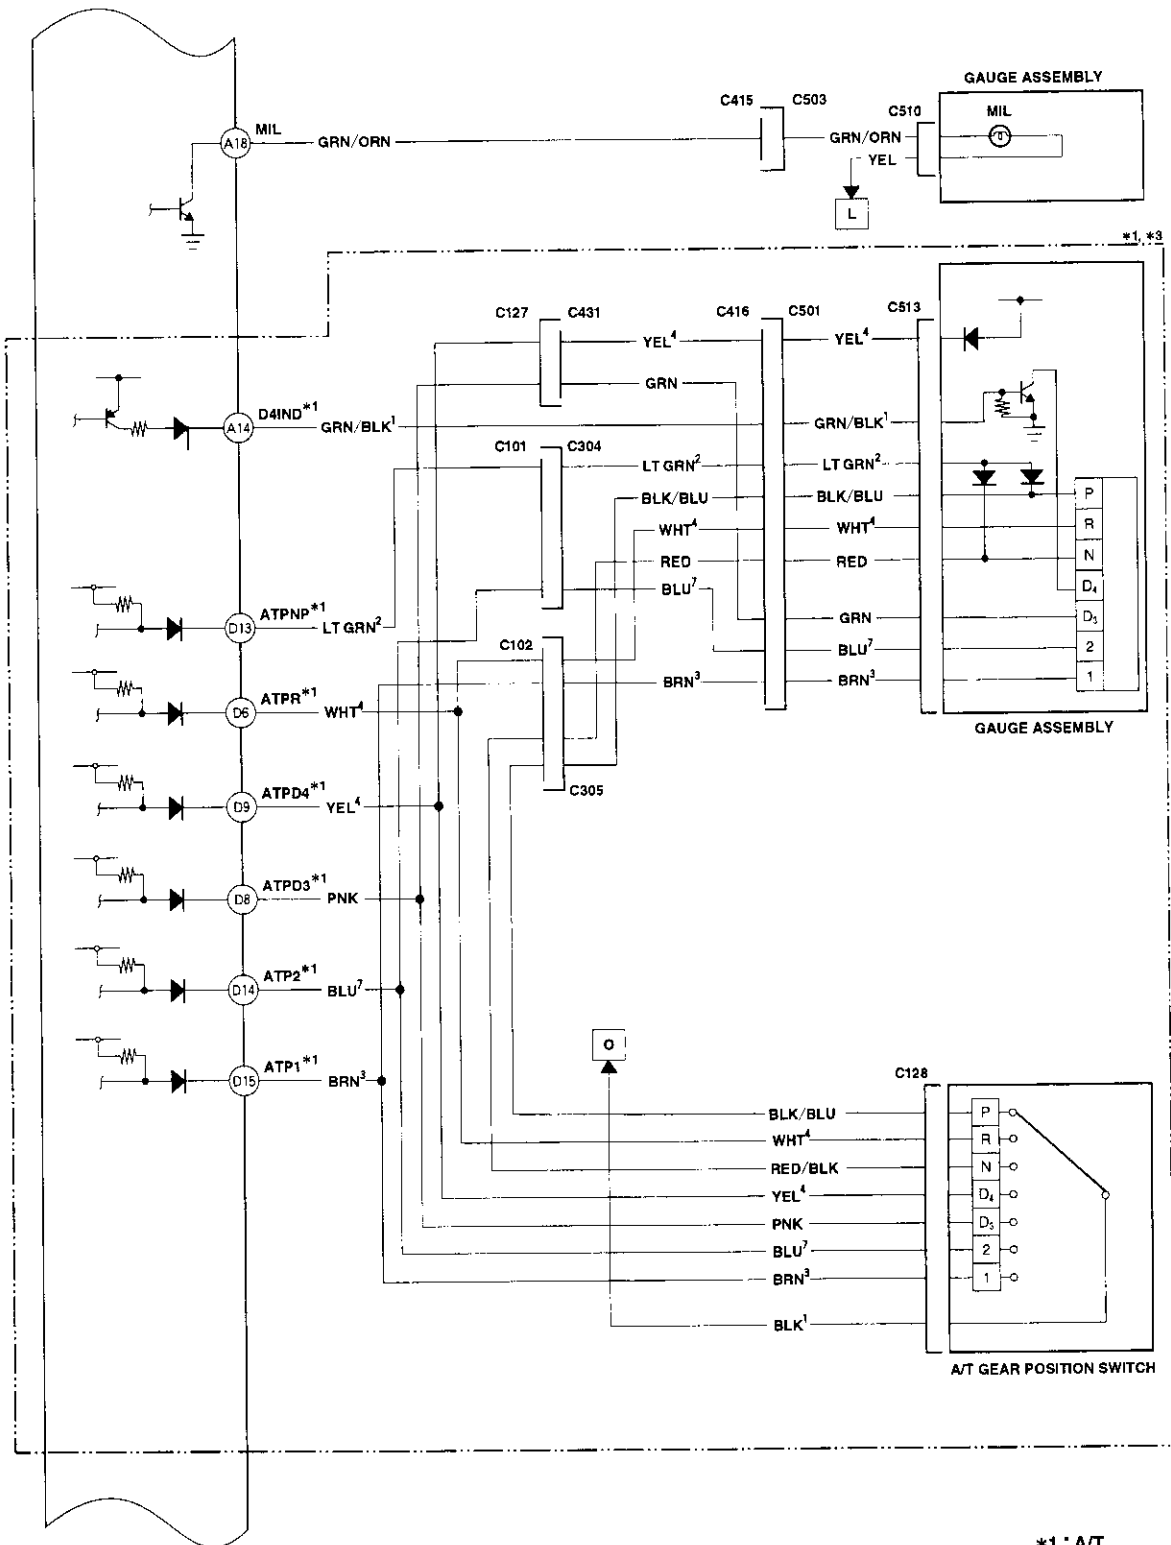 GAUGE ASSEMBLY
C415 C503 C510 MIL
A18 MIL GRN/ORN GRN/ORN
YEL
L
*1, *3
C127 C431 C416 C501 C513
YEL⁴ YEL⁴
GRN
D4IND*1
A14 GRN/BLK¹ GRN/BLK¹
C101 C304
LT GRN² LT GRN²
BLK/BLU BLK/BLU P
WHT⁴ WHT⁴ R
RED RED N
BLU⁷ D₄
ATPNP*1
D13 LT GRN² GRN D₃
C102 BLU⁷ 2
BRN³ BRN³ 1
ATPR*1
D6 WHT⁴
GAUGE ASSEMBLY
C305
ATPD4*1
D9 YEL⁴
ATPD3*1
D8 PNK
ATP2*1
D14 BLU⁷
O
ATP1*1
D15 BRN³
C128
BLK/BLU P
WHT⁴ R
RED/BLK N
YEL⁴ D₄
PNK D₃
BLU⁷ 2
BRN³ 1
BLK¹
A/T GEAR POSITION SWITCH
*1 : A/T